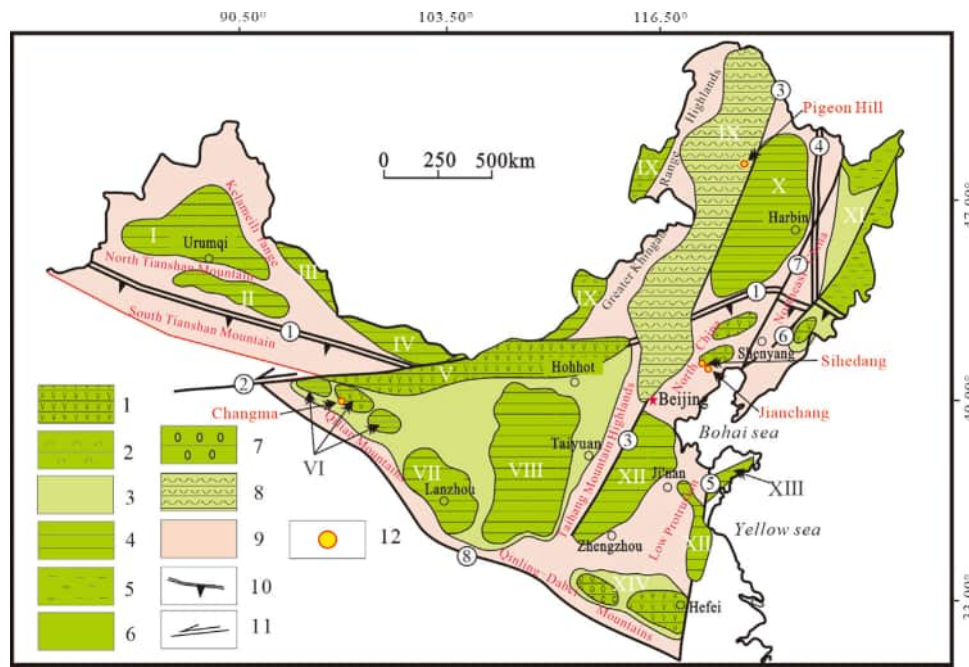 90.50°
103.50°
116.50°
47.00°
40.00°
33.00°
0 250 500km
Pigeon Hill
Sihedang
Jianchang
Changma
Highlands
Range
Greater Khingan
Kelameili Tange
North Tianshan Mountain
South Tianshan Mountain
Qilian Mountains
Taihang Mountain Highlands
Qinling-Dabei
Mountains
Low Protrusion
North China
Northeast China
Urumqi
Harbin
Shenyang
Hohhot
Beijing
Taiyuan
Ji'nan
Lanzhou
Zhengzhou
Hefei
Bohai sea
Yellow sea
I
II
III
IV
V
VI
VII
VIII
IX
IX
IX
X
XI
XII
XII
XIII
XIV
①
①
②
③
③
④
⑤
⑥
⑦
⑧
1
2
3
4
5
6
7
8
9
10
11
12